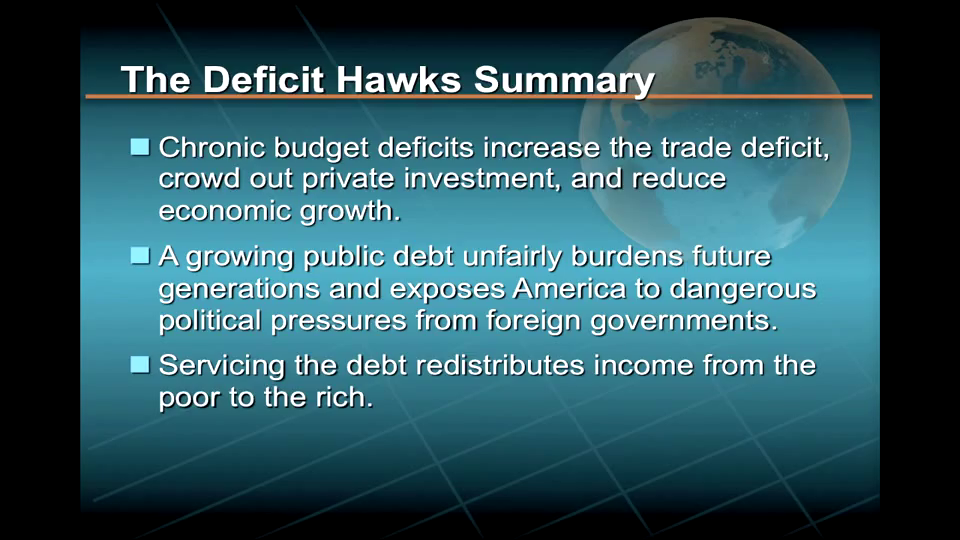 The Deficit Hawks Summary
Chronic budget deficits increase the trade deficit,
crowd out private investment, and reduce
economic growth.
A growing public debt unfairly burdens future
generations and exposes America to dangerous
political pressures from foreign governments.
Servicing the debt redistributes income from the
poor to the rich.